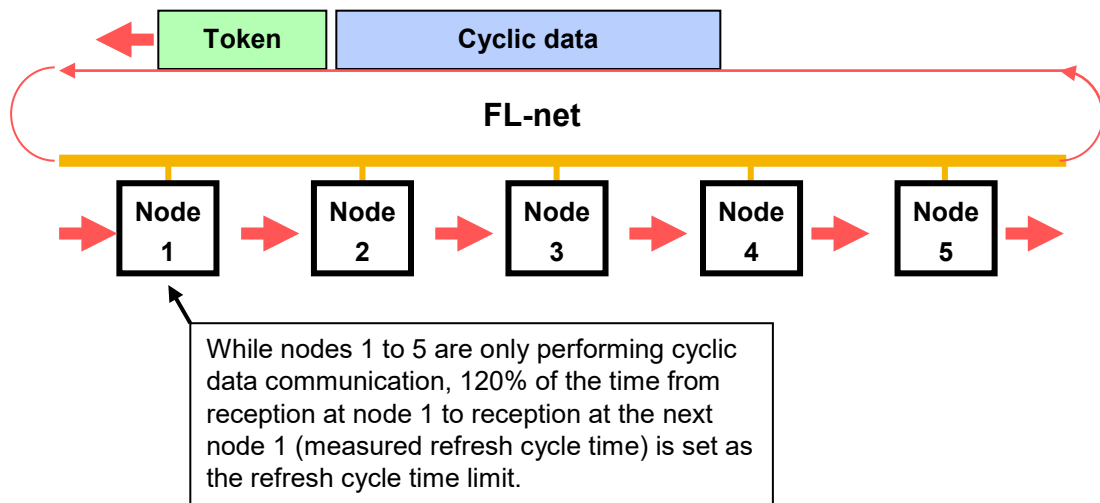 Token
Cyclic data
FL-net
Node
1
Node
2
Node
3
Node
4
Node
5
While nodes 1 to 5 are only performing cyclic
data communication, 120% of the time from
reception at node 1 to reception at the next
node 1 (measured refresh cycle time) is set as
the refresh cycle time limit.